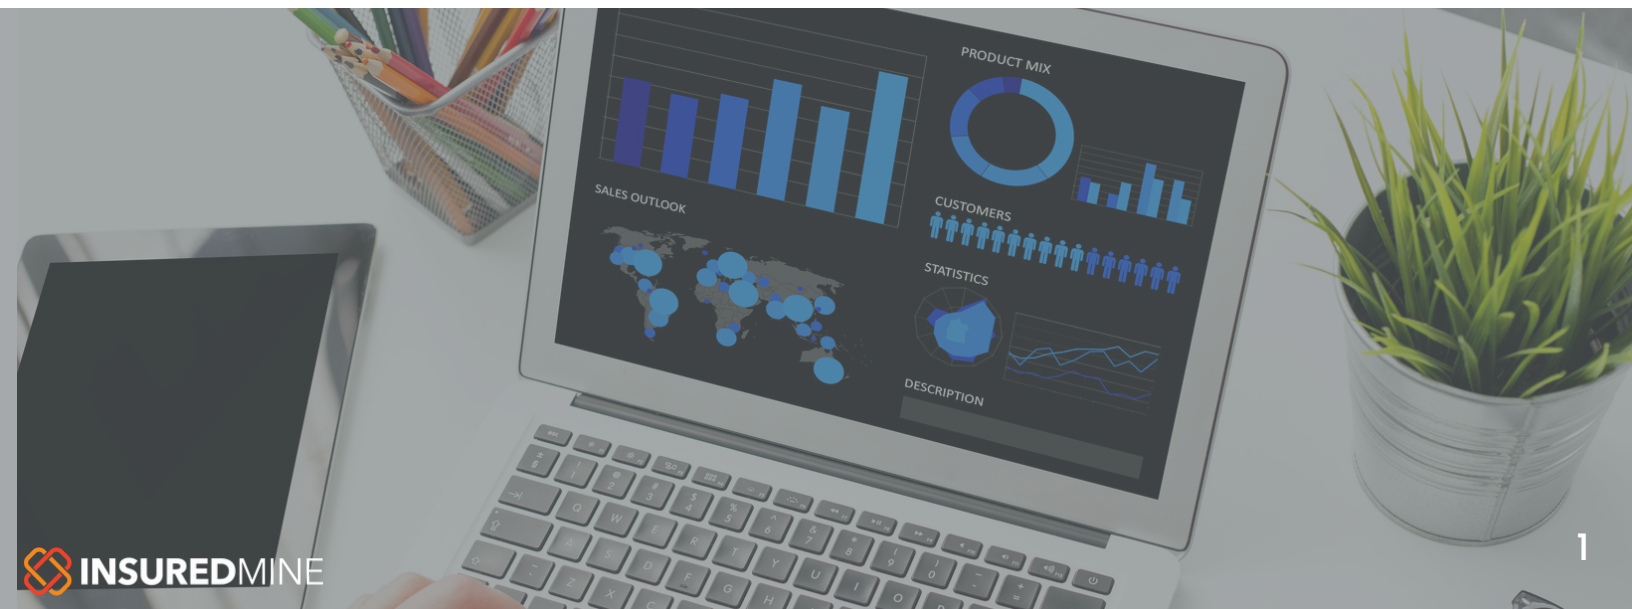 PRODUCT MIX
SALES OUTLOOK
CUSTOMERS
STATISTICS
DESCRIPTION
INSUREDMINE
1